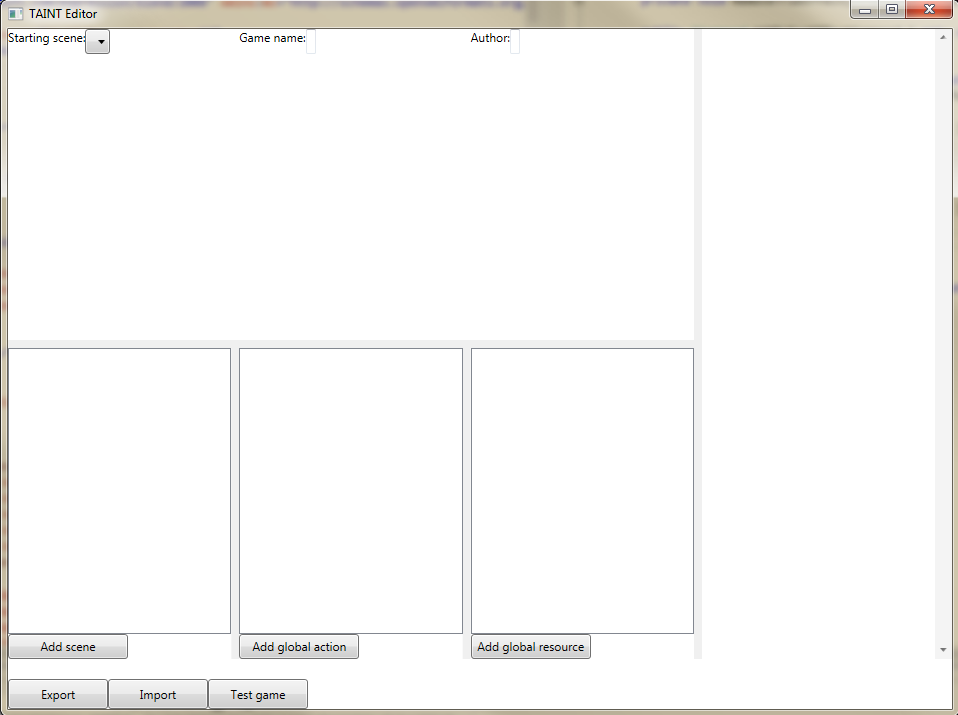 TAINT Editor
Starting scene:
Game name:
Author:
Add scene
Add global action
Add global resource
Export
Import
Test game